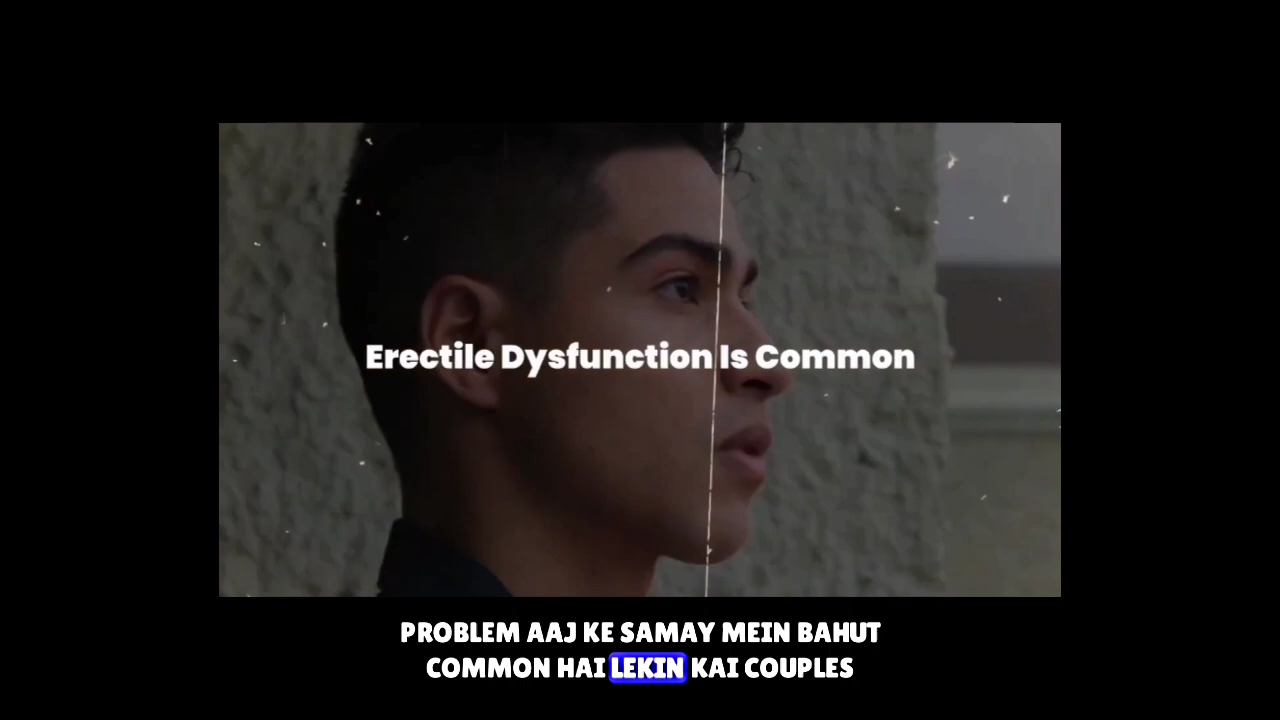 Erectile Dysfunction Is Common
PROBLEM AAJ KE SAMAY MEIN BAHUT
COMMON HAI LEKIN KAI COUPLES